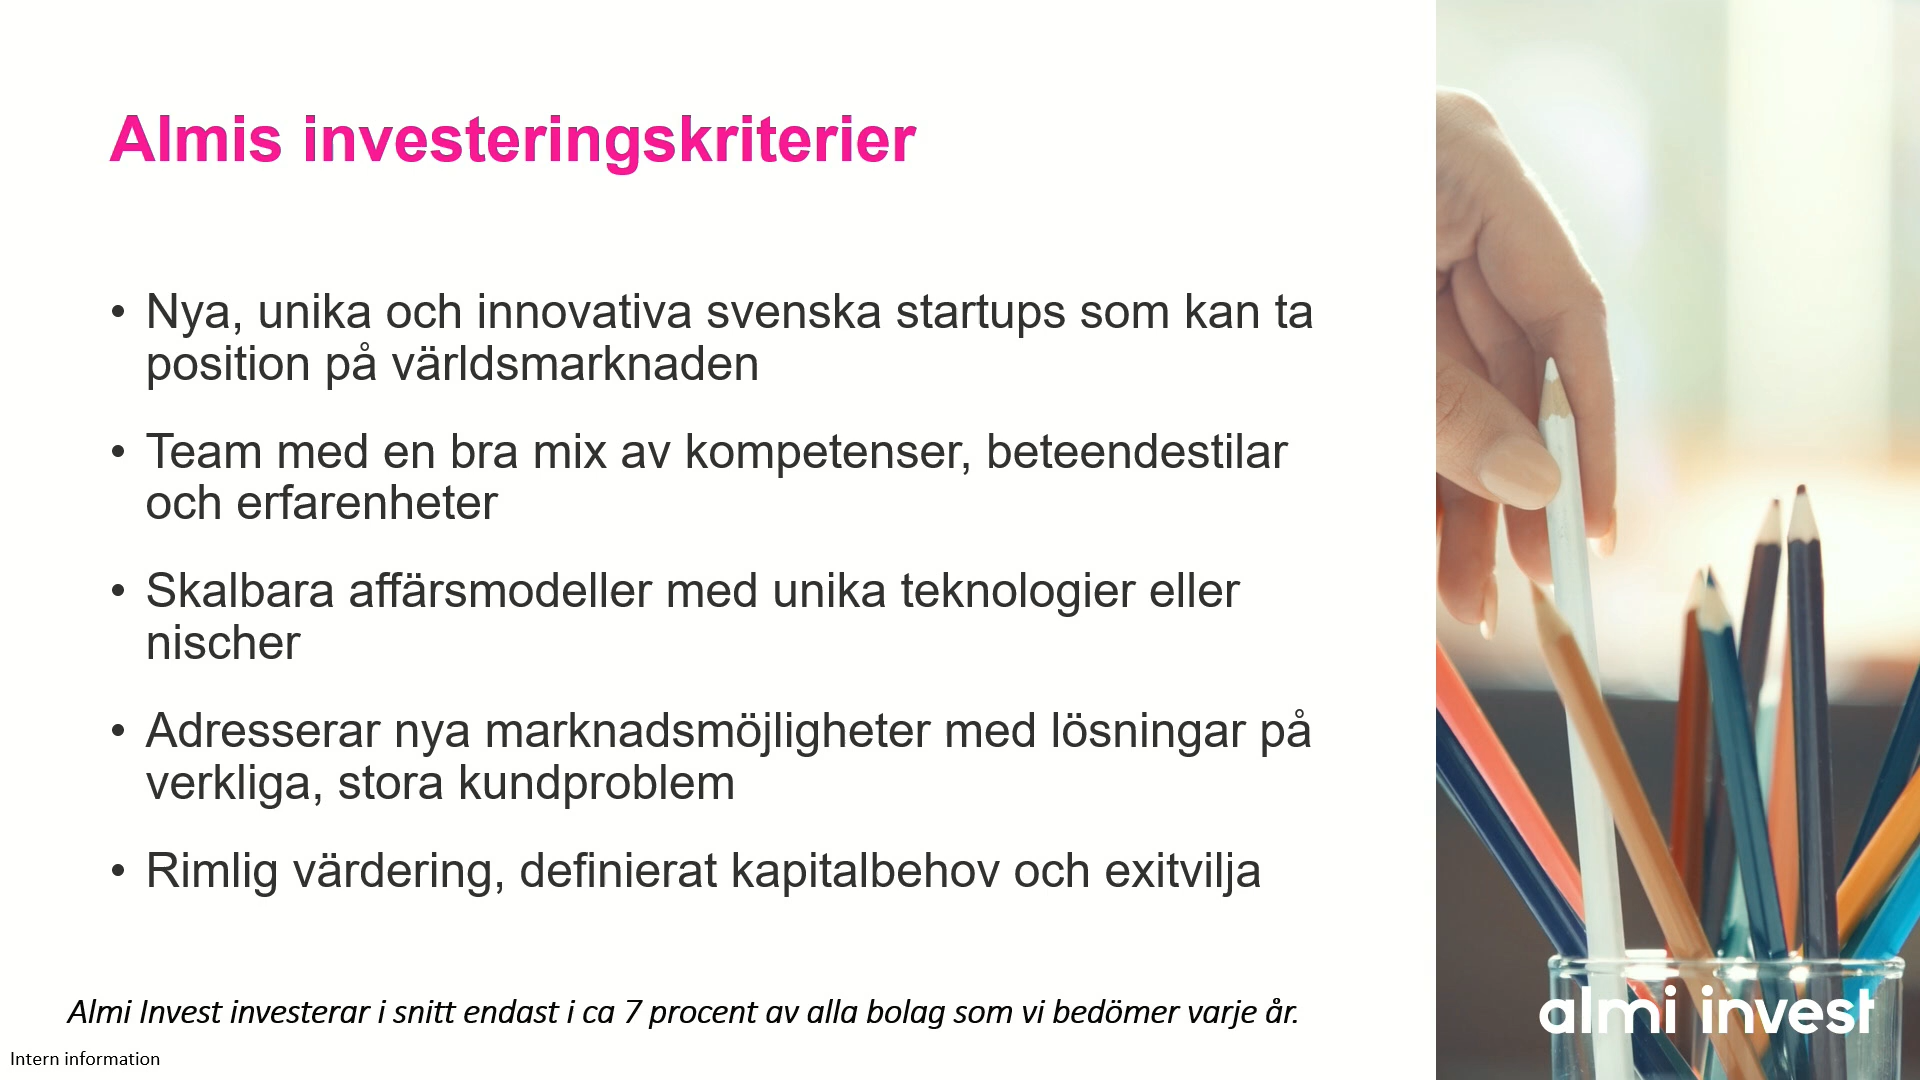 Almis investeringskriterier
• Nya, unika och innovativa svenska startups som kan ta
position på världsmarknaden
• Team med en bra mix av kompetenser, beteendestilar
och erfarenheter
• Skalbara affärsmodeller med unika teknologier eller
nischer
• Adresserar nya marknadsmöjligheter med lösningar på
verkliga, stora kundproblem
• Rimlig värdering, definierat kapitalbehov och exitvilja
Almi Invest investerar i snitt endast i ca 7 procent av alla bolag som vi bedömer varje år.
Intern information
almi invest